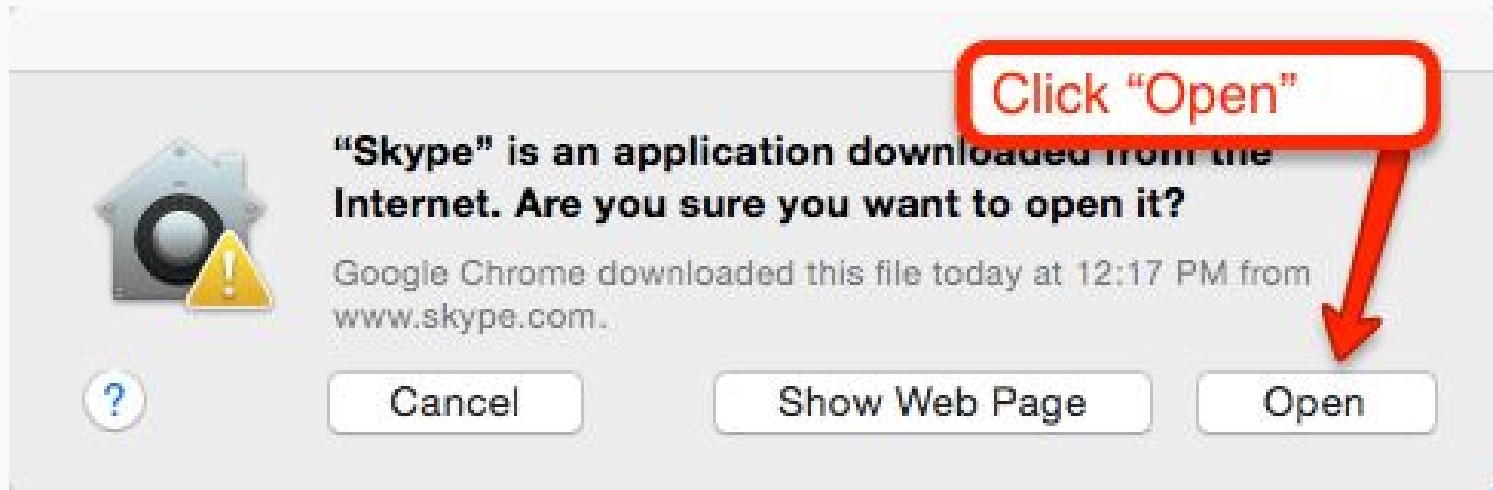 Click “Open”
“Skype” is an application downloaded from the
Internet. Are you sure you want to open it?
Google Chrome downloaded this file today at 12:17 PM from
www.skype.com.
?
Cancel
Show Web Page
Open